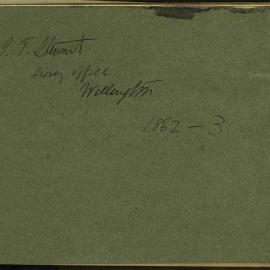 J. T. Stewart
Survey office
Wellington
1862 - 3